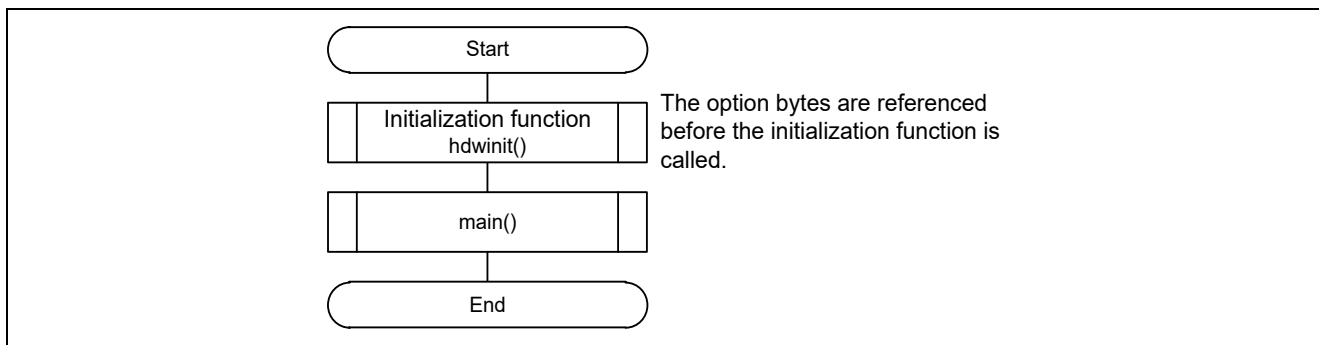 Start
Initialization function
hdwinit()
The option bytes are referenced
before the initialization function is
called.
main()
End